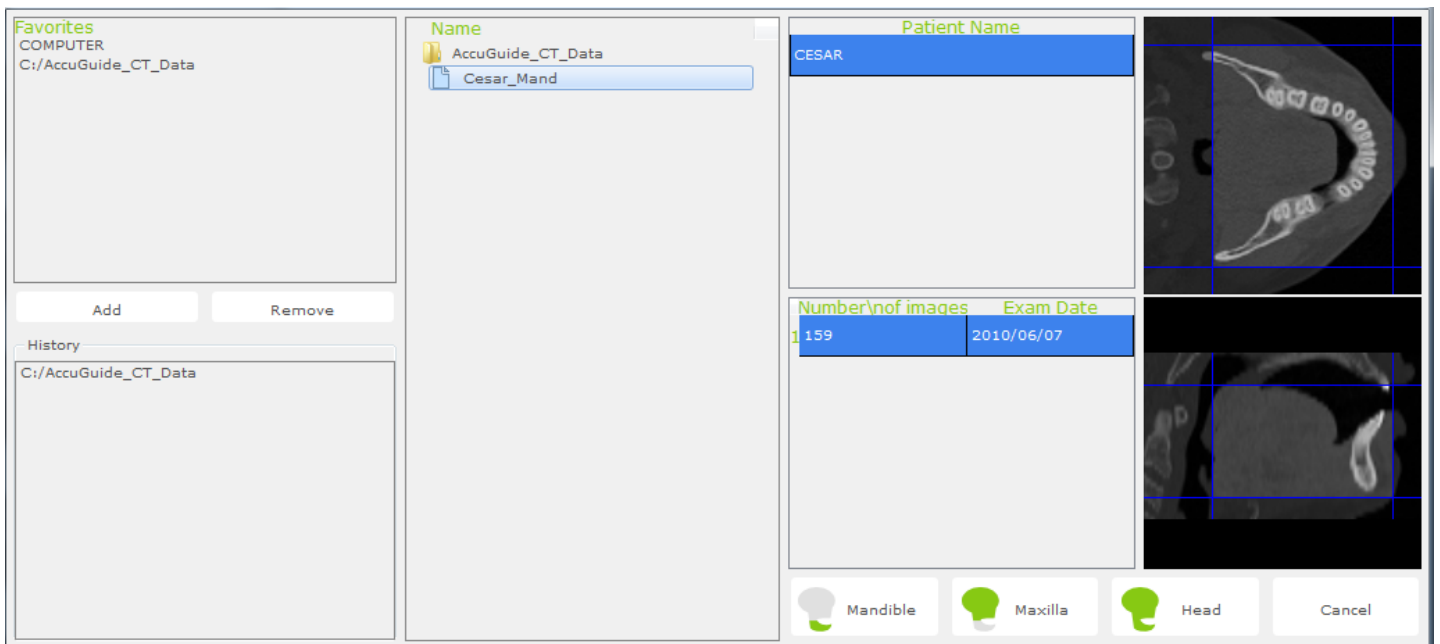 Favorites
COMPUTER
C:/AccuGuide_CT_Data
Add
Remove
History
C:/AccuGuide_CT_Data
Name
AccuGuide_CT_Data
Cesar_Mand
Patient Name
CESAR
Number\nof images Exam Date
1 159 2010/06/07
Mandible
Maxilla
Head
Cancel